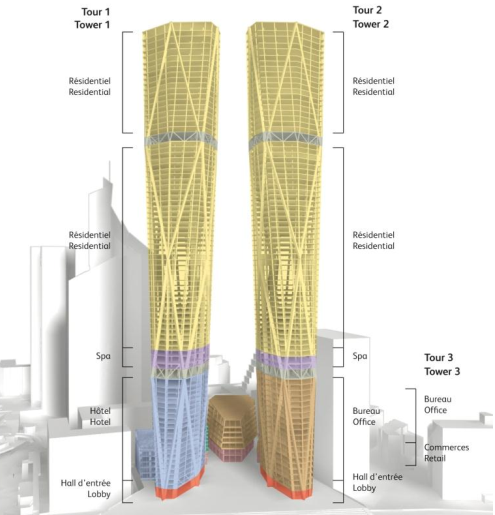 Tour 1
Tower 1
Tour 2
Tower 2
Résidentiel
Residential
Résidentiel
Residential
Résidentiel
Residential
Résidentiel
Residential
Spa
Spa
Tour 3
Tower 3
Hôtel
Hotel
Bureau
Office
Bureau
Office
Commerces
Retail
Hall d'entrée
Lobby
Hall d'entrée
Lobby